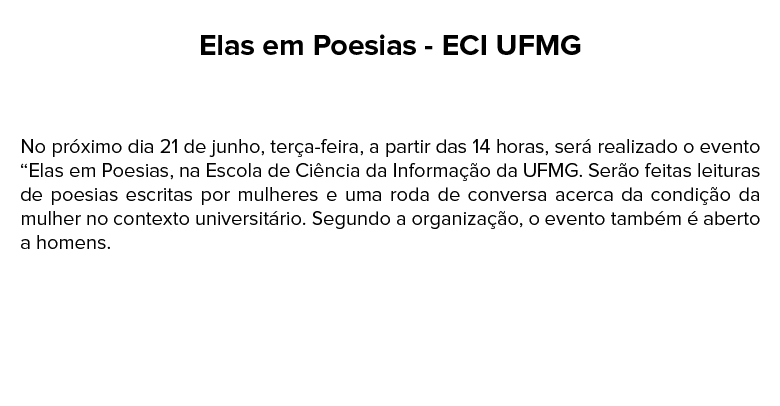 Elas em Poesias - ECI UFMG
No próximo dia 21 de junho, terça-feira, a partir das 14 horas, será realizado o evento
“Elas em Poesias, na Escola de Ciência da Informação da UFMG. Serão feitas leituras
de poesias escritas por mulheres e uma roda de conversa acerca da condição da
mulher no contexto universitário. Segundo a organização, o evento também é aberto
a homens.